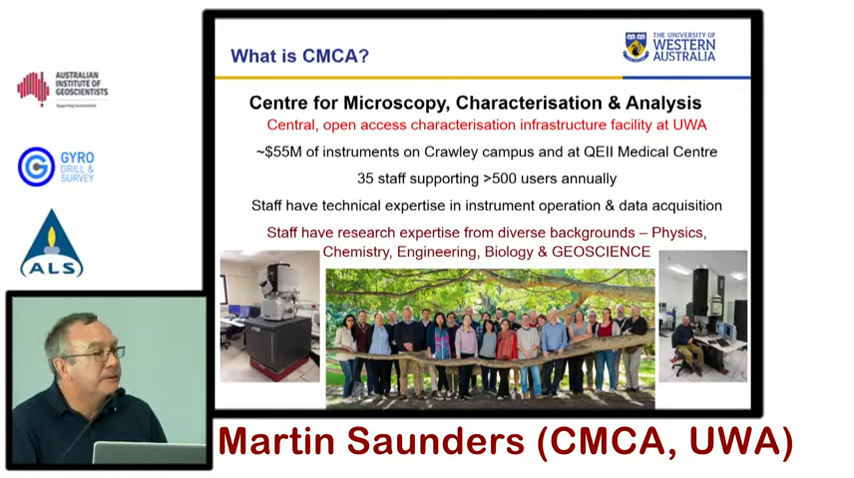 What is CMCA?
THE UNIVERSITY OF
WESTERN
AUSTRALIA
AUSTRALIAN
INSTITUTE OF
GEOSCIENTISTS
Supporting Geoscientists
GYRO
DRILL &
SURVEY
ALS
Centre for Microscopy, Characterisation & Analysis
Central, open access characterisation infrastructure facility at UWA
~$55M of instruments on Crawley campus and at QEII Medical Centre
35 staff supporting >500 users annually
Staff have technical expertise in instrument operation & data acquisition
Staff have research expertise from diverse backgrounds – Physics,
Chemistry, Engineering, Biology & GEOSCIENCE
Martin Saunders (CMCA, UWA)